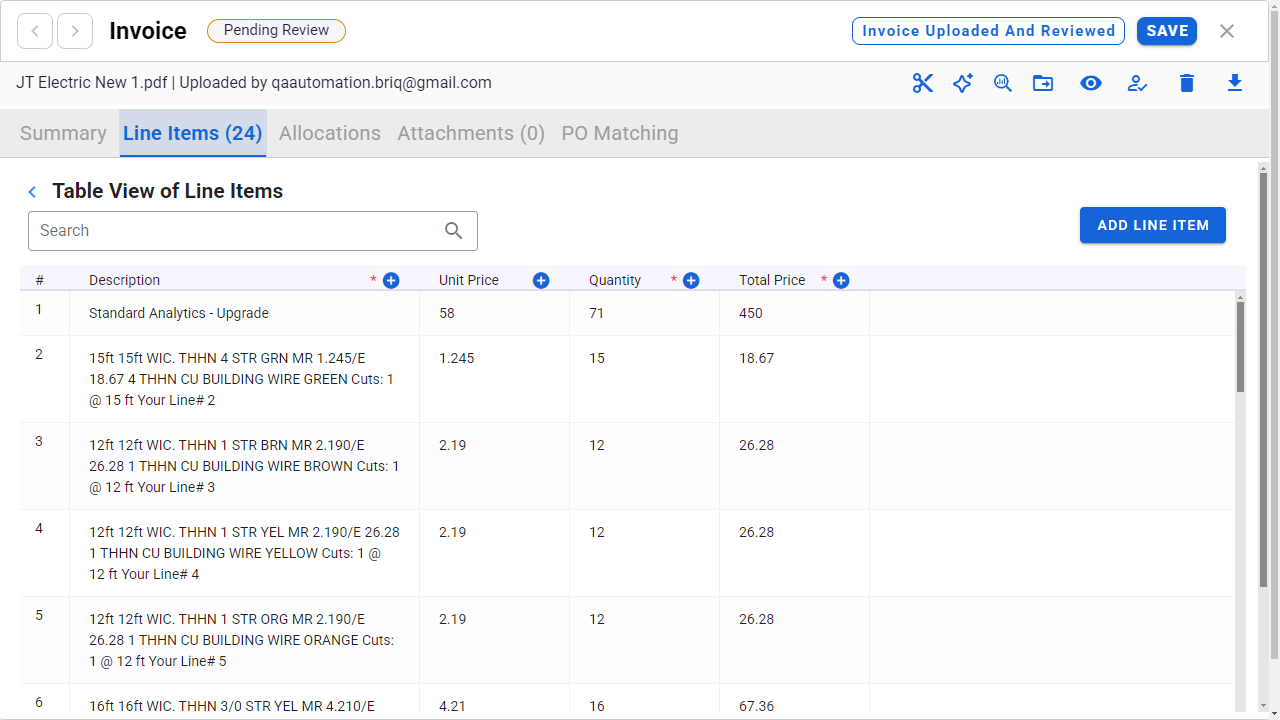 Invoice Pending Review Invoice Uploaded And Reviewed SAVE
JT Electric New 1.pdf | Uploaded by qaautomation.briq@gmail.com
Summary Line Items (24) Allocations Attachments (0) PO Matching
Table View of Line Items
Search
ADD LINE ITEM
# Description * Unit Price Quantity * Total Price *
1 Standard Analytics - Upgrade 58 71 450
2 15ft 15ft WIC. THHN 4 STR GRN MR 1.245/E 1.245 15 18.67
18.67 4 THHN CU BUILDING WIRE GREEN Cuts: 1
@ 15 ft Your Line# 2
3 12ft 12ft WIC. THHN 1 STR BRN MR 2.190/E 2.19 12 26.28
26.28 1 THHN CU BUILDING WIRE BROWN Cuts: 1
@ 12 ft Your Line# 3
4 12ft 12ft WIC. THHN 1 STR YEL MR 2.190/E 26.28 2.19 12 26.28
1 THHN CU BUILDING WIRE YELLOW Cuts: 1 @
12 ft Your Line# 4
5 12ft 12ft WIC. THHN 1 STR ORG MR 2.190/E 2.19 12 26.28
26.28 1 THHN CU BUILDING WIRE ORANGE Cuts:
1 @ 12 ft Your Line# 5
6 16ft 16ft WIC. THHN 3/0 STR YEL MR 4.210/E 4.21 16 67.36